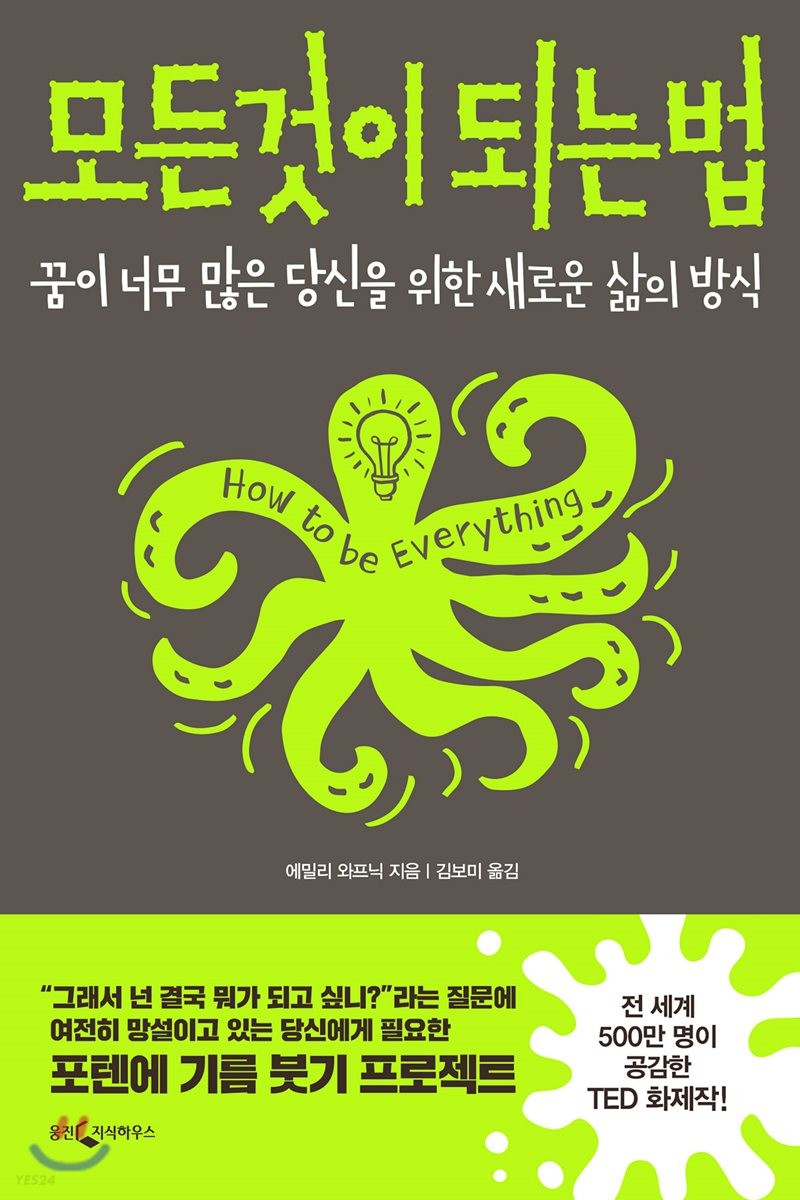 모든것이 되는법
꿈이 너무 많은 당신을 위한 새로운 삶의 방식
How to be Everything
에밀리 와프닉 지음 | 김보미 옮김
“그래서 넌 결국 뭐가 되고 싶니?”라는 질문에
여전히 망설이고 있는 당신에게 필요한
포텐에 기름 붓기 프로젝트
전 세계
500만 명이
공감한
TED 화제작!
웅진 지식하우스
YES24